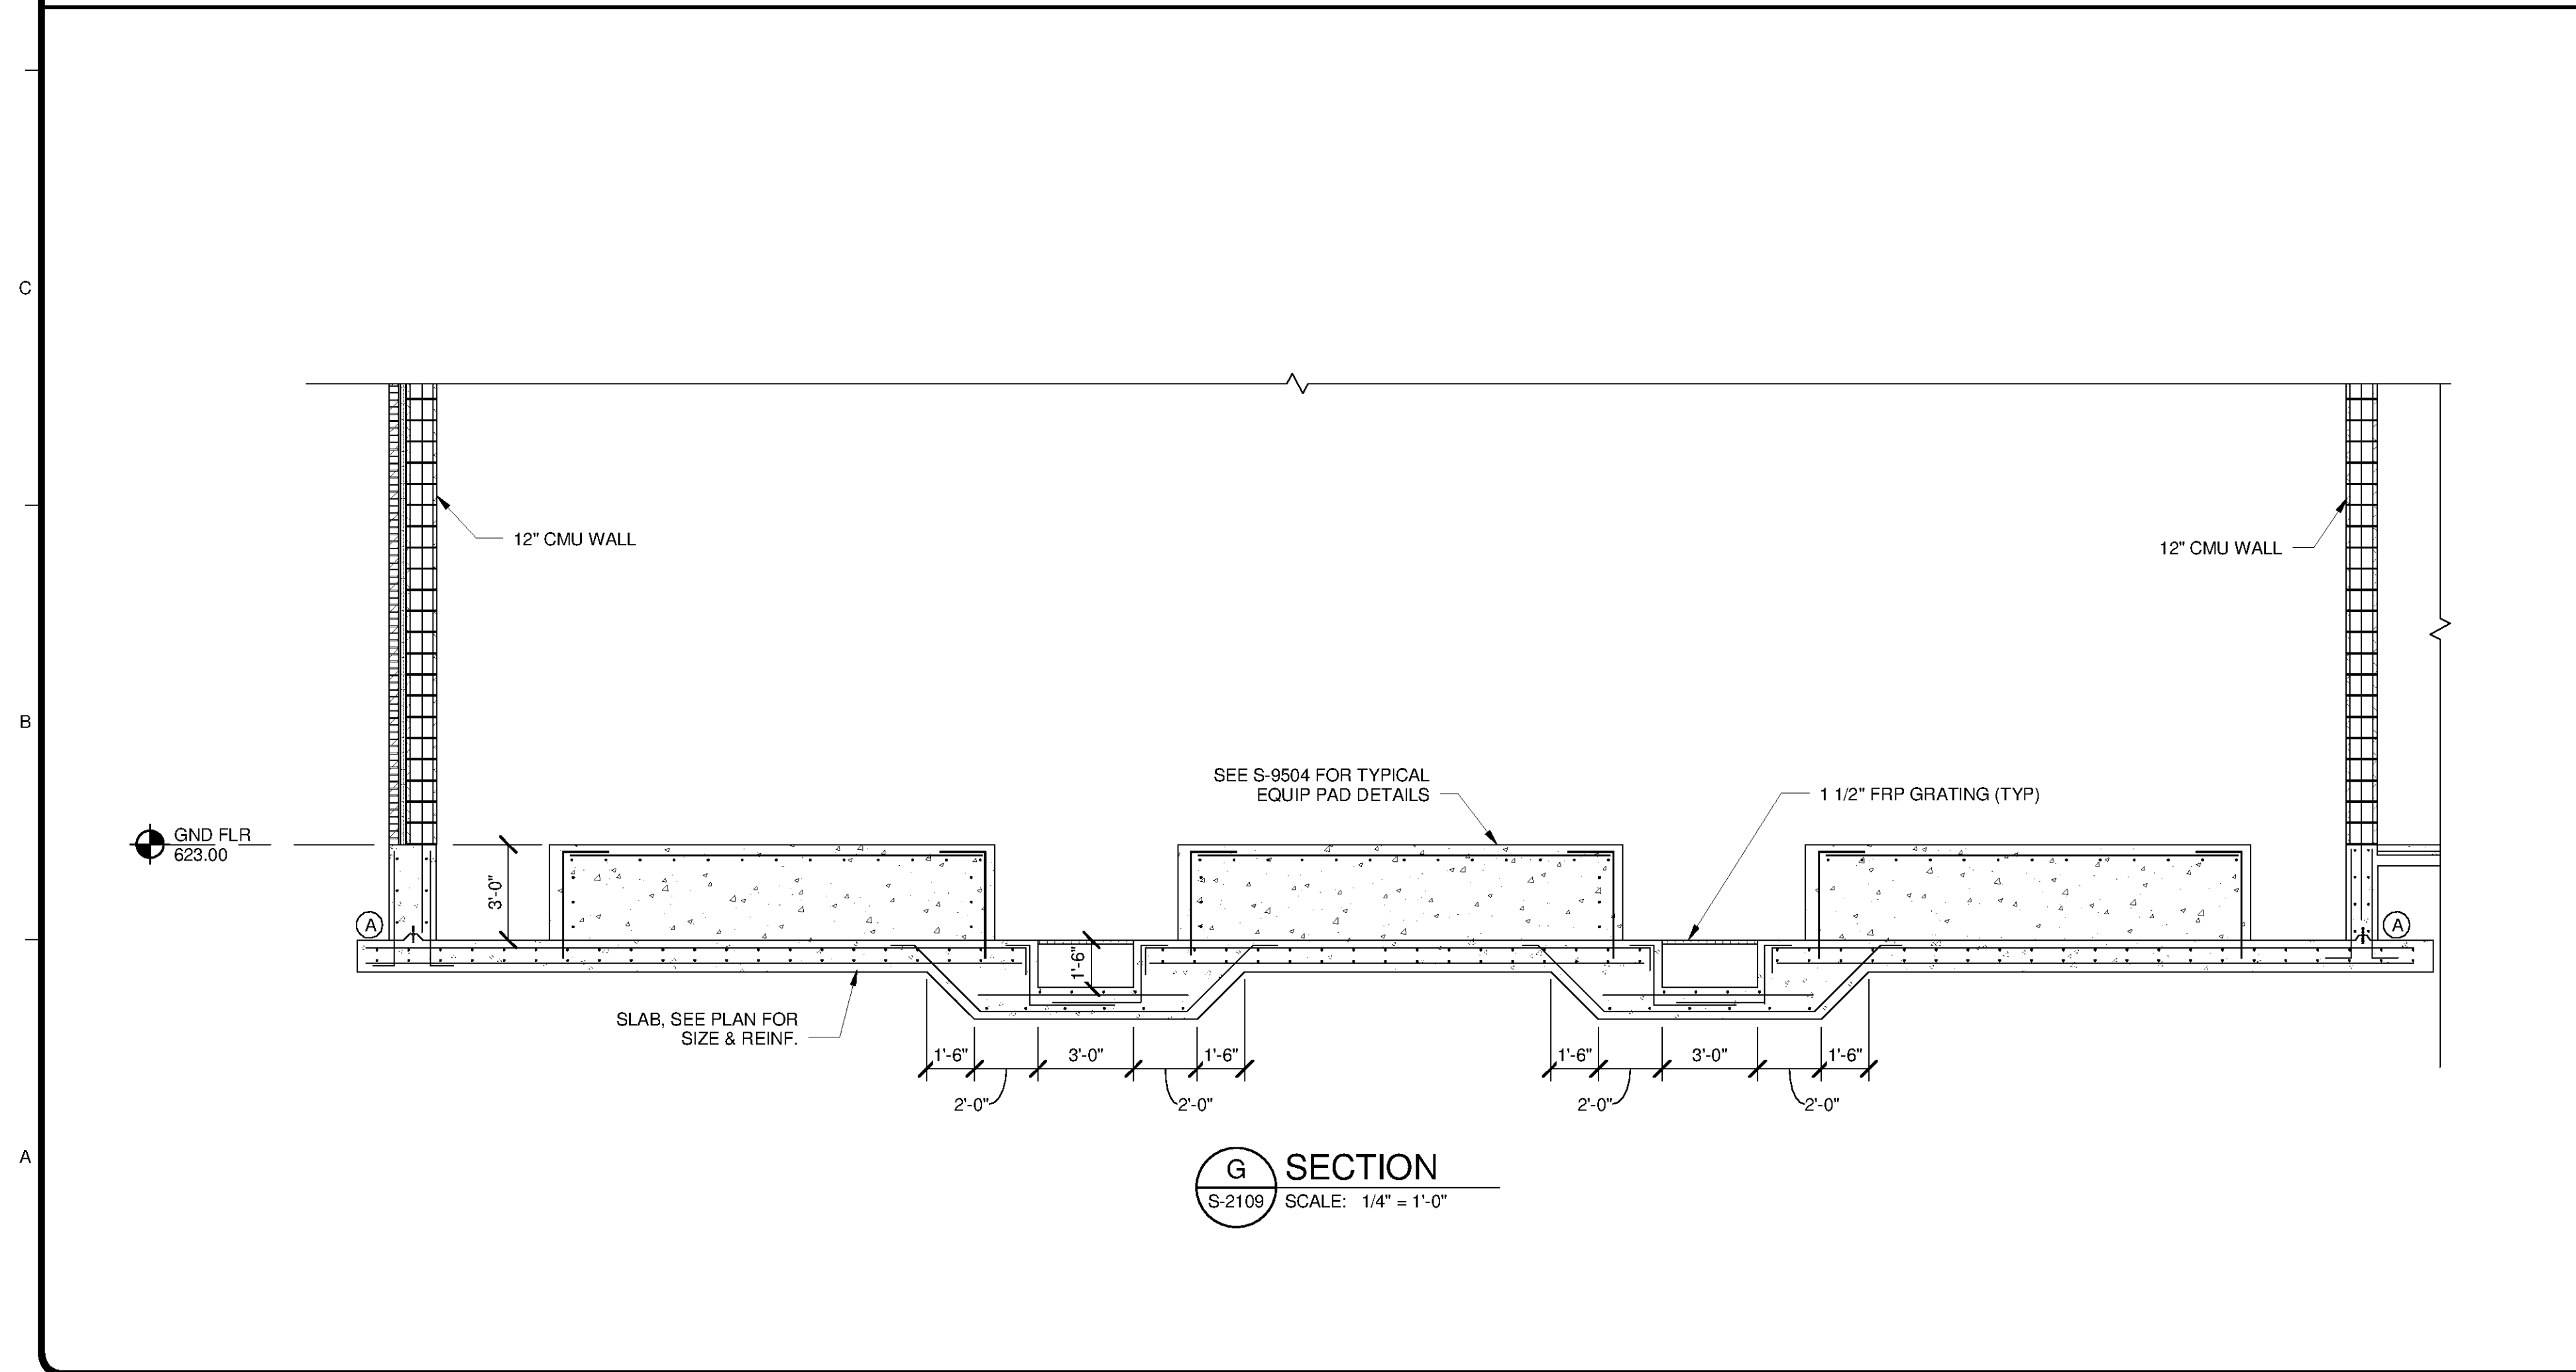 C
12" CMU WALL
12" CMU WALL
B
SEE S-9504 FOR TYPICAL
EQUIP PAD DETAILS
1 1/2" FRP GRATING (TYP)
GND FLR
623.00
3'-0"
A
A
1'-6"
SLAB, SEE PLAN FOR
SIZE & REINF.
1'-6"
3'-0"
1'-6"
1'-6"
3'-0"
1'-6"
2'-0"
2'-0"
2'-0"
2'-0"
A
G
SECTION
S-2109
SCALE: 1/4" = 1'-0"